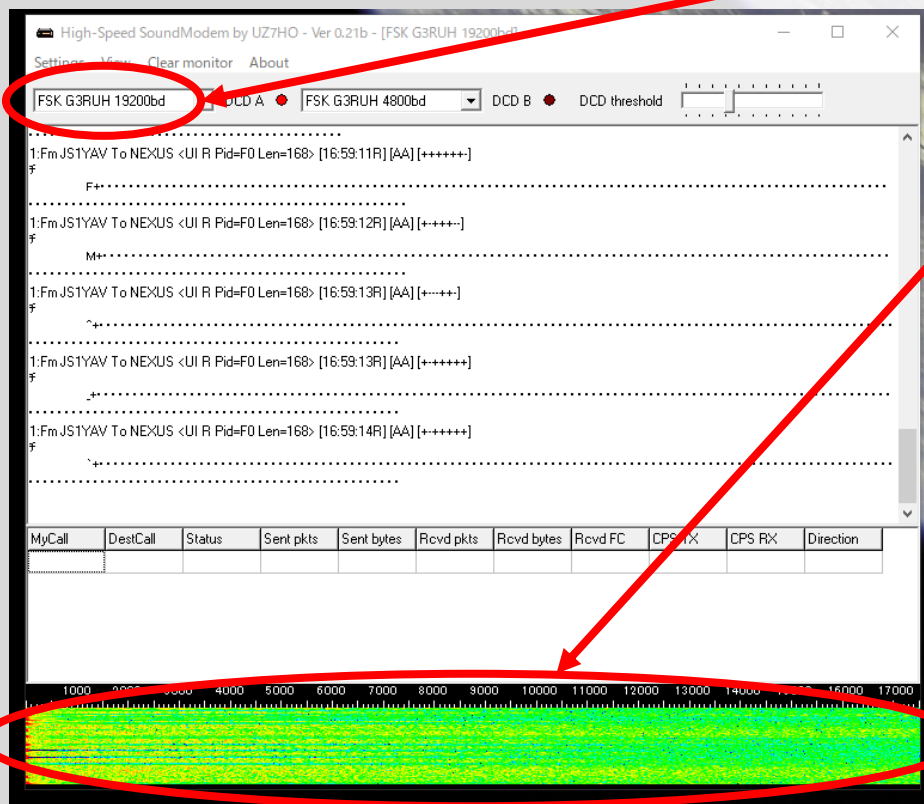 High-Speed SoundModem by UZ7HO - Ver 0.21b - [FSK G3RUH 19200bd]
Settings View Clear monitor About
FSK G3RUH 19200bd DCD A FSK G3RUH 4800bd DCD B DCD threshold
1:Fm JS1YAV To NEXUS <UI R Pid=F0 Len=168> [16:59:11R] [AA] [++++++-]
F+
1:Fm JS1YAV To NEXUS <UI R Pid=F0 Len=168> [16:59:12R] [AA] [+-++++--]
M+
1:Fm JS1YAV To NEXUS <UI R Pid=F0 Len=168> [16:59:13R] [AA] [+---++-]
^+
1:Fm JS1YAV To NEXUS <UI R Pid=F0 Len=168> [16:59:13R] [AA] [+-++++++]
_+
1:Fm JS1YAV To NEXUS <UI R Pid=F0 Len=168> [16:59:14R] [AA] [+-+++++]
`+
MyCall DestCall Status Sent pkts Sent bytes Rcvd pkts Rcvd bytes Rcvd FC CPS TX CPS RX Direction
1000 2000 3000 4000 5000 6000 7000 8000 9000 10000 11000 12000 13000 14000 15000 16000 17000